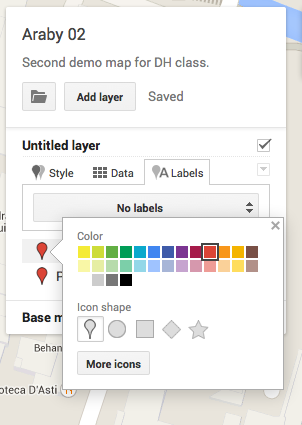 Araby 02
Second demo map for DH class.
Add layer
Saved
Untitled layer
Style
Data
Labels
No labels
Color
P
Icon shape
Base m
Behan
More icons
oteca D'Asti